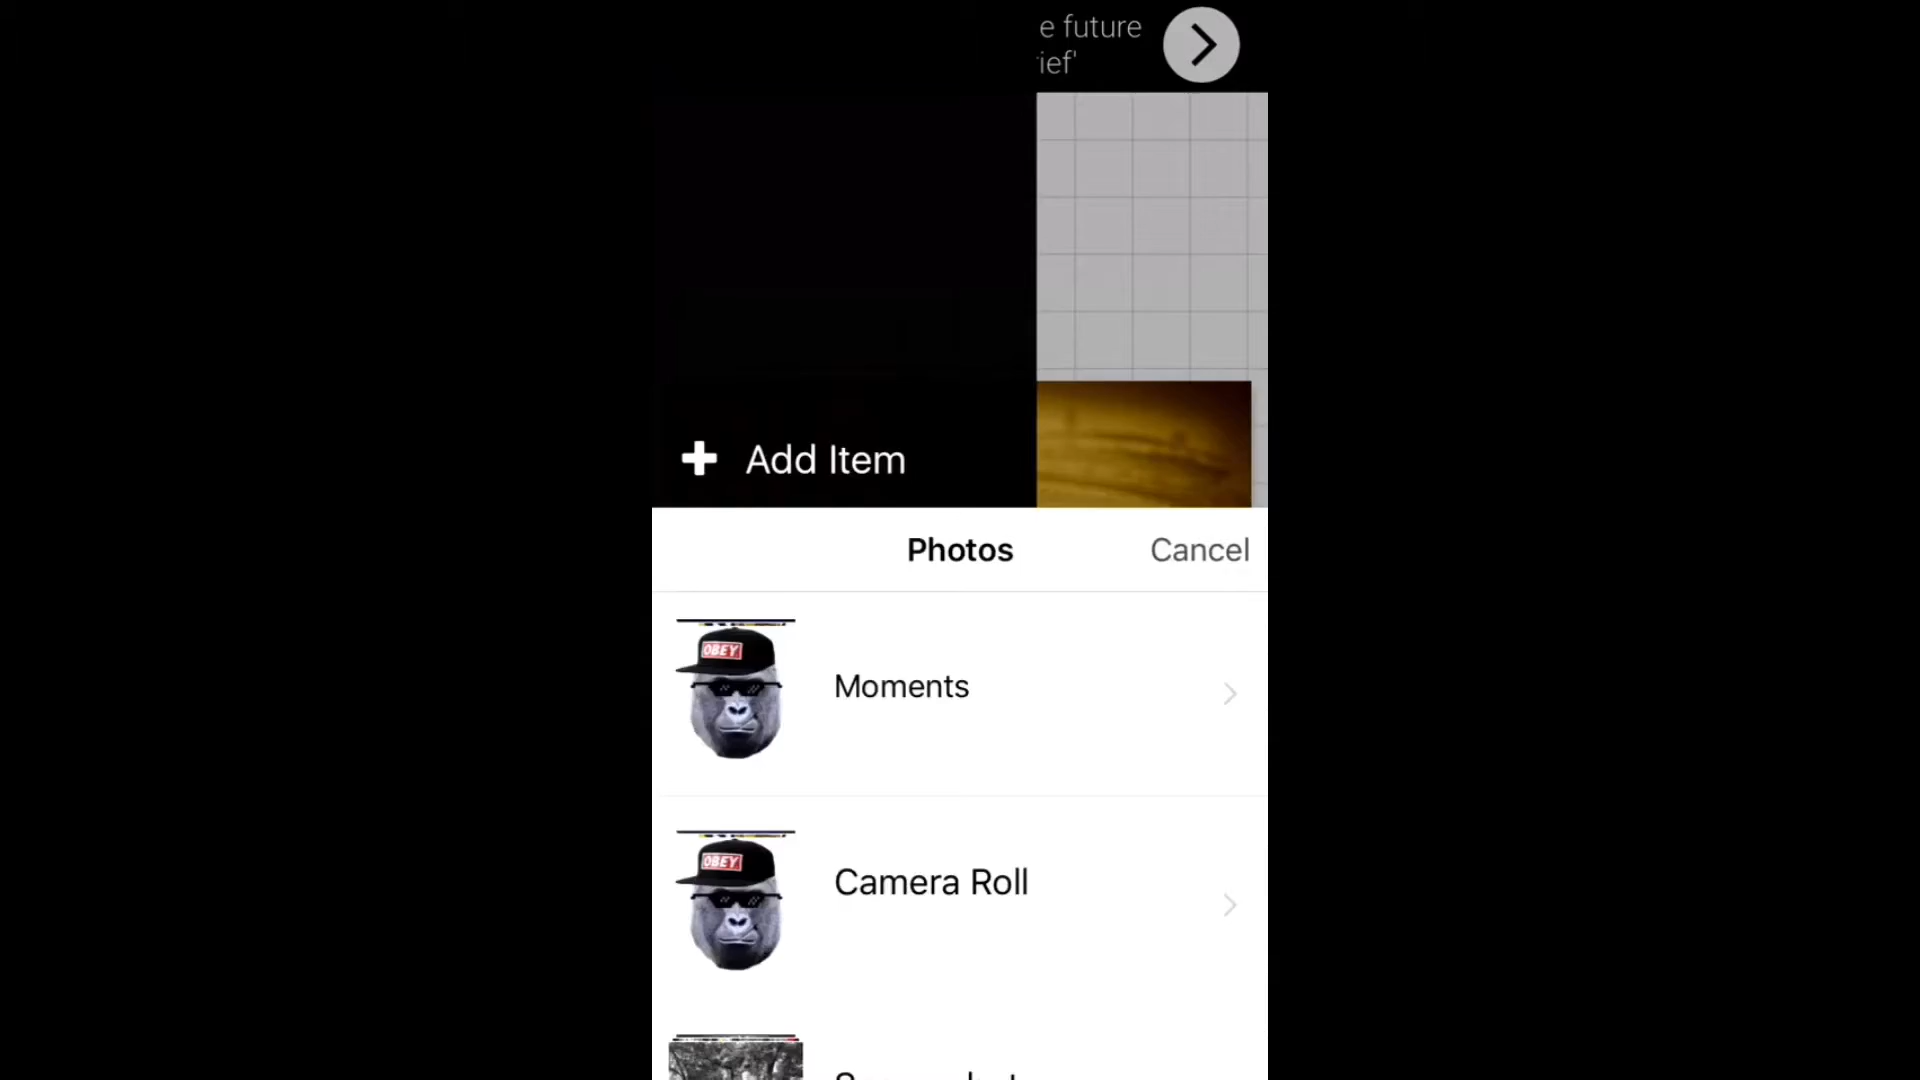 e future
ief'
Add Item
Photos
Cancel
OBEY
Moments
OBEY
Camera Roll